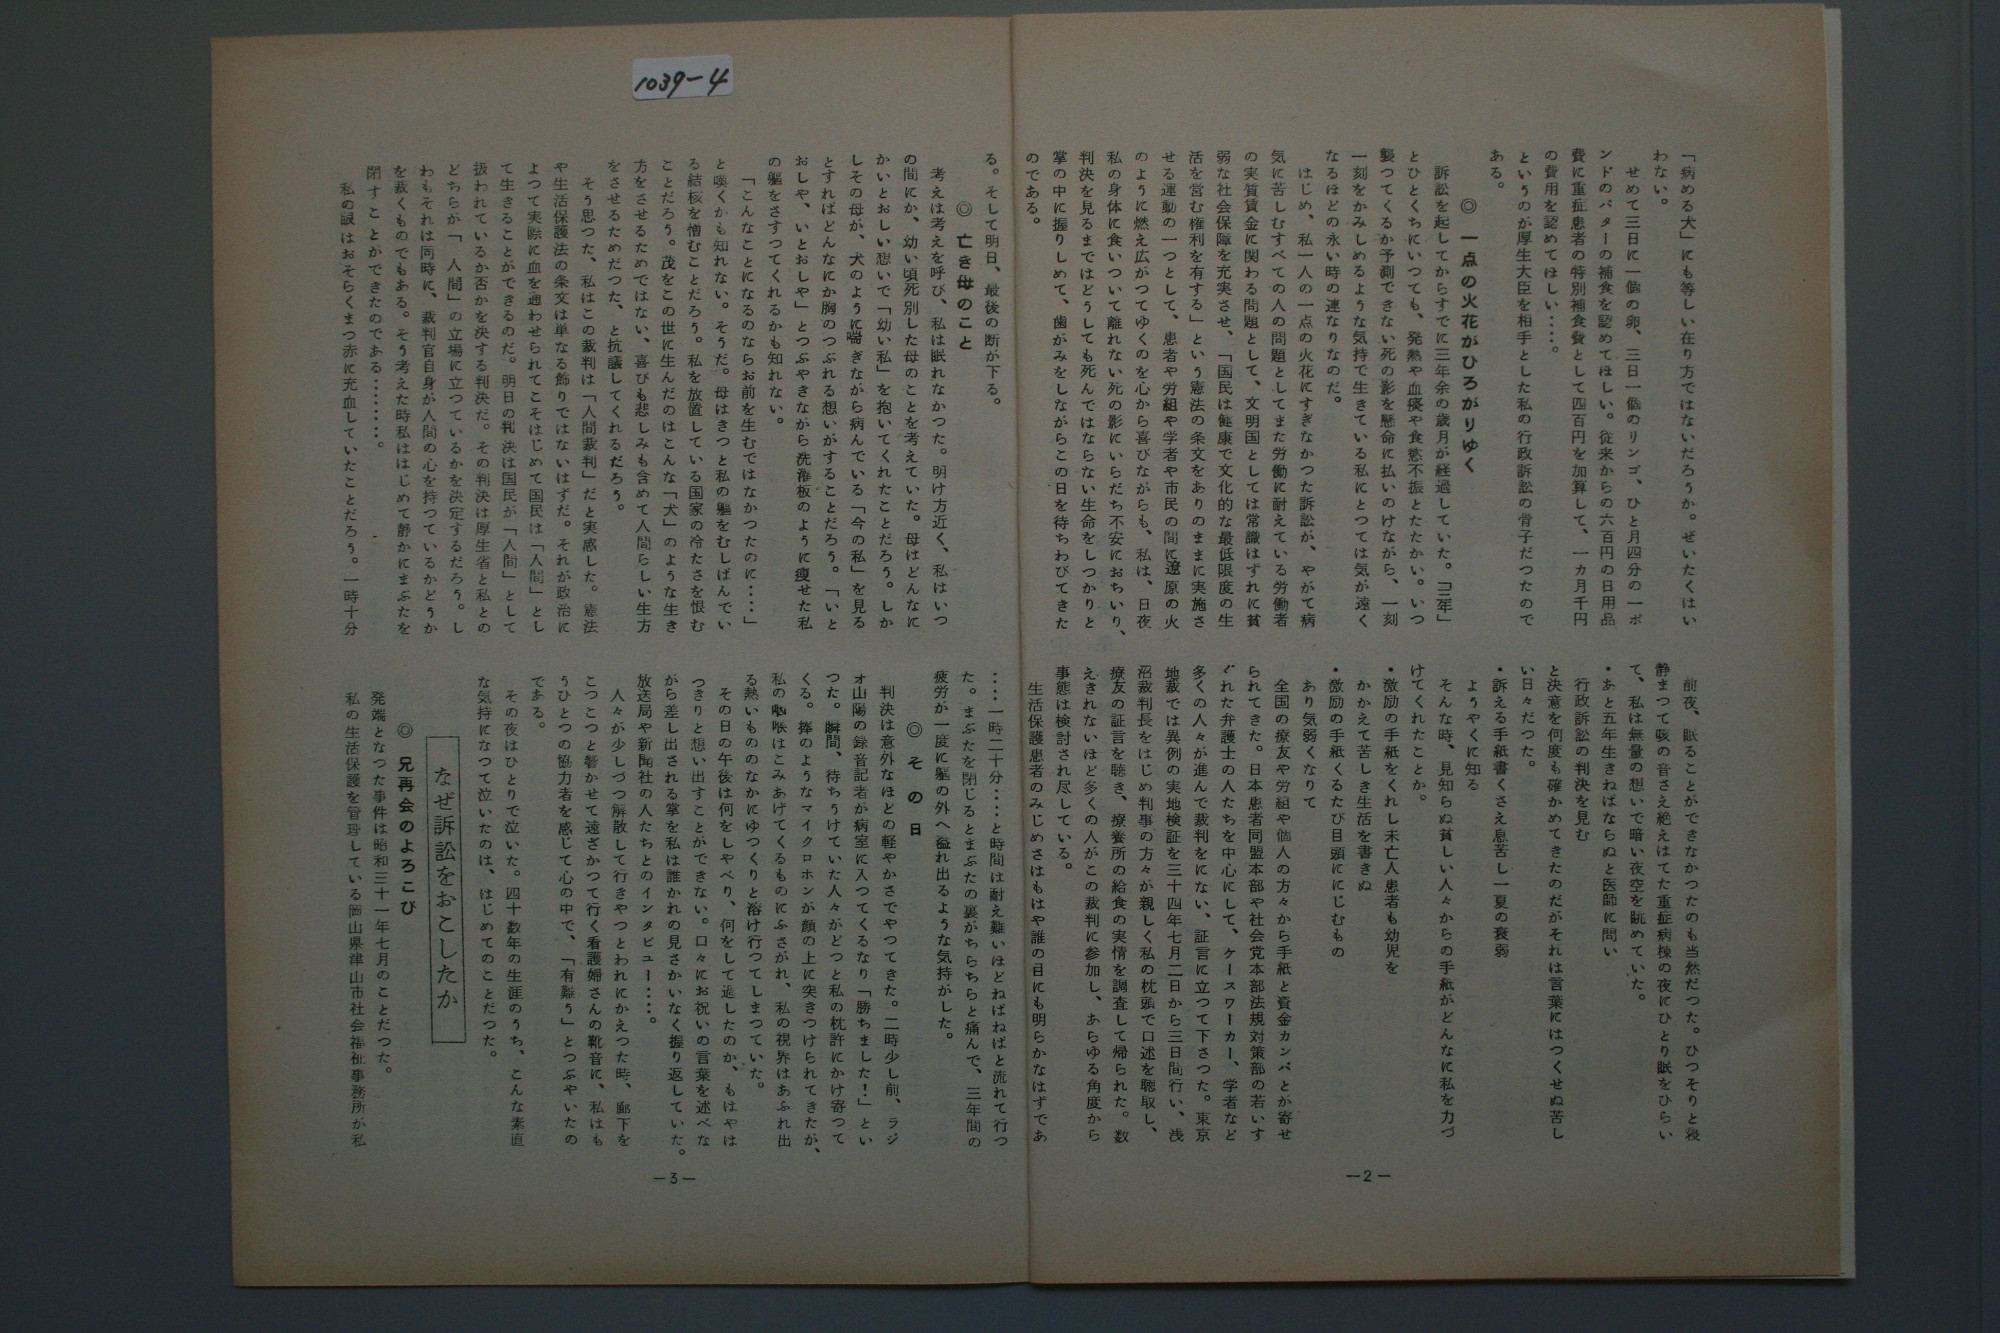 1039-4
「病める犬」にも等しい在り方ではないだろうか。ぜいたくはい
わない。
せめて三日に一個の卵、三日一個のリンゴ、ひと月四分の一ポ
ンドのバターの補食を認めてほしい。従来からの六百円の日用品
費に重症患者の特別補食費として四百円を加算して、一カ月千円
の費用を認めてほしい‥‥。
というのが厚生大臣を相手とした私の行政訴訟の骨子だつたので
ある。
◎ 一点の火花がひろがりゆく
訴訟を起してからすでに三年余の歳月が経過していた。「三年」
とひとくちにいつても、発熱や血痰や食慾不振とたたかい。いつ
襲つてくるか予測できない死の影を懸命に払いのけながら、一刻
一刻をかみしめるような気持で生きている私にとつては気が遠く
なるほどの永い時の連なりなのだ。
はじめ、私一人の一点の火花にすぎなかつた訴訟が、やがて病
気に苦しむすべての人の問題としてまた労働に耐えている労働者
の実質賃金に関わる問題として、文明国としては常識はずれに貧
弱な社会保障を充実させ、「国民は健康で文化的な最低限度の生
活を営む権利を有する」という憲法の条文をありのままに実施さ
せる運動の一つとして、患者や労組や学者や市民の間に遼原の火
のように燃え広がつてゆくのを心から喜びながらも、私は、日夜
私の身体に食いついて離れない死の影にいらだち不安におちいり、
判決を見るまではどうしても死んではならない生命をしつかりと
掌の中に握りしめて、歯がみをしながらこの日を待ちわびてきた
のである。
前夜、眠ることができなかつたのも当然だつた。ひつそりと寝
静まつて咳の音さえ絶えはてた重症病棟の夜にひとり眠をひらい
て、私は無量の想いで暗い夜空を眺めていた。
・あと五年生きねばならぬと医師に問い
行政訴訟の判決を見む
と決意を何度も確かめてきたのだがそれは言葉にはつくせぬ苦し
い日々だつた。
・訴える手紙書くさえ息苦し一夏の衰弱
ようやくに知る
そんな時、見知らぬ貧しい人々からの手紙がどんなに私を力づ
けてくれたことか。
・激励の手紙をくれし未亡人患者も幼児を
かかえて苦しき生活を書きぬ
・激励の手紙くるたび目頭ににじむもの
あり気弱くなりて
全国の療友や労組や個人の方々から手紙と資金カンパとが寄せ
られてきた。日本患者同盟本部や社会党本部法規対策部の若いす
ぐれた弁護士の人たちを中心にして、ケースワーカー、学者など
多くの人々が進んで裁判をにない、証言に立つて下さつた。東京
地裁では異例の実地検証を三十四年七月二日から三日間行い、浅
沼裁判長をはじめ判事の方々が親しく私の枕頭で口述を聴取し、
療友の証言を聴き、療養所の給食の実情を調査して帰られた。数
えきれないほど多くの人がこの裁判に参加し、あらゆる角度から
事態は検討され尽している。
生活保護患者のみじめさはもはや誰の目にも明らかなはずであ
—2—
る。そして明日、最後の断が下る。
◎ 亡き母のこと
考えは考えを呼び、私は眠れなかつた。明け方近く、私はいつ
の間にか、幼い頃死別した母のことを考えていた。母はどんなに
かいとおしい想いで「幼い私」を抱いてくれたことだろう。しか
しその母が、犬のように喘ぎながら病んでいる「今の私」を見る
とすればどんなにか胸のつぶれる想いがすることだろう。「いと
おしや、いとおしや」とつぶやきながら洗濯板のように痩せた私
の軀をさすつてくれるかも知れない。
「こんなことになるのならお前を生むではなかつたのに‥‥」
と嘆くかも知れない。そうだ。母はきつと私の軀をむしばんでい
る結核を憎むことだろう。私を放置している国家の冷たさを恨む
ことだろう。茂をこの世に生んだのはこんな「犬」のような生き
方をさせるためではない、喜びも悲しみも含めて人間らしい生方
をさせるためだつた、と抗議してくれるだろう。
そう思つた、私はこの裁判は「人間裁判」だと実感した。憲法
や生活保護法の条文は単なる飾りではないはずだ。それが政治に
よつて実際に血を通わせられてこそはじめて国民は「人間」とし
て生きることができるのだ。明日の判決は国民が「人間」として
扱われているか否かを決する判決だ。その判決は厚生省と私との
どちらが「人間」の立場に立つているかを決定するだろう。し
わもそれは同時に、裁判官自身が人間の心を持つているかどうか
を裁くものでもある。そう考えた時私ははじめて静かにまぶたを
閉すことができたのである‥‥‥‥。
私の眼はおそらくまつ赤に充血していたことだろう。一時十分
‥‥一時二十分‥‥と時間は耐え難いほどねばねばと流れて行つ
た。まぶたを閉じるとまぶたの裏がちらちらと痛んで、三年間の
疲労が一度に軀の外へ溢れ出るような気持がした。
◎ その日
判決は意外なほどの軽やかさでやつてきた。二時少し前、ラジ
オ山陽の録音記者が病室に入つてくるなり「勝ちました！」とい
つた。瞬間、待ちうけていた人々がどつと私の枕許にかけ寄つて
くる。捧のようなマイクロホンが顔の上に突きつけられてきたが、
私の咽喉はこみあげてくるものにふさがれ、私の視界はあふれ出
る熱いもののなかにゆつくりと溶け行つてしまつていた。
その日の午後は何をしやべり、何をして過したのか、もはやは
つきりと想い出すことができない。口々にお祝いの言葉を述べな
がら差し出される掌を私は誰かれの見さかいなく握り返していた。
放送局や新聞社の人たちとのインタビュー‥‥。
人々が少しづつ解散して行きやつとわれにかえつた時、廊下を
こつこつと響かせて遠ざかつて行く看護婦さんの靴音に、私はも
うひとつの協力者を感じて心の中で、「有難う」とつぶやいたの
である。
その夜はひとりで泣いた。四十数年の生涯のうち、こんな素直
な気持になつて泣いたのは、はじめてのことだつた。
なぜ訴訟をおこしたか
◎ 兄再会のよろこび
発端となつた事件は昭和三十一年七月のことだつた。
私の生活保護を管理している岡山県津山市社会福祉事務所が私
—3—